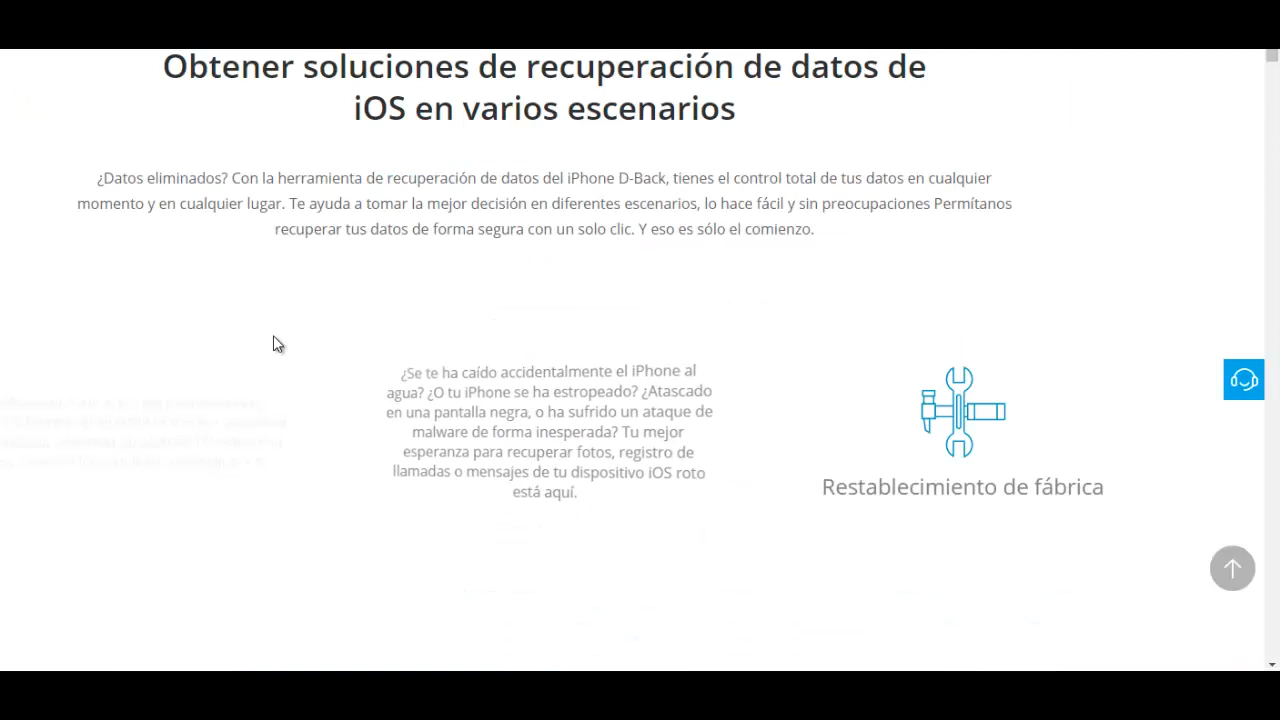 Obtener soluciones de recuperación de datos de
iOS en varios escenarios
¿Datos eliminados? Con la herramienta de recuperación de datos del iPhone D-Back, tienes el control total de tus datos en cualquier
momento y en cualquier lugar. Te ayuda a tomar la mejor decisión en diferentes escenarios, lo hace fácil y sin preocupaciones Permítanos
recuperar tus datos de forma segura con un solo clic. Y eso es sólo el comienzo.
¿Se te ha caído accidentalmente el iPhone al
agua? ¿O tu iPhone se ha estropeado? ¿Atascado
en una pantalla negra, o ha sufrido un ataque de
malware de forma inesperada? Tu mejor
esperanza para recuperar fotos, registro de
llamadas o mensajes de tu dispositivo iOS roto
está aquí.
Restablecimiento de fábrica